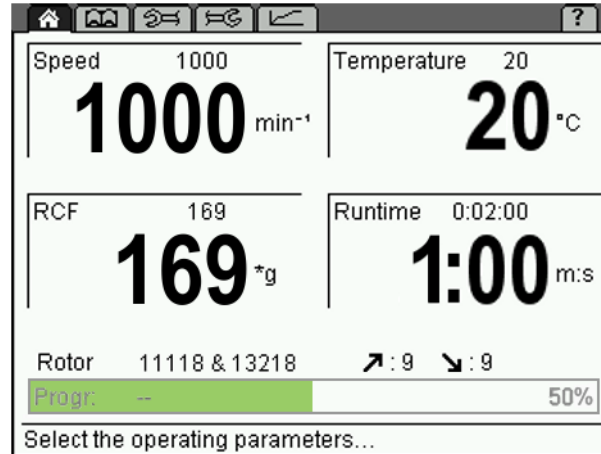 ?
Speed 1000
1000 min⁻¹
Temperature 20
20 °C
RCF 169
169 *g
Runtime 0:02:00
1:00 m:s
Rotor 11118 & 13218 ↗ : 9 ↘ : 9
Progr: -- 50%
Select the operating parameters...